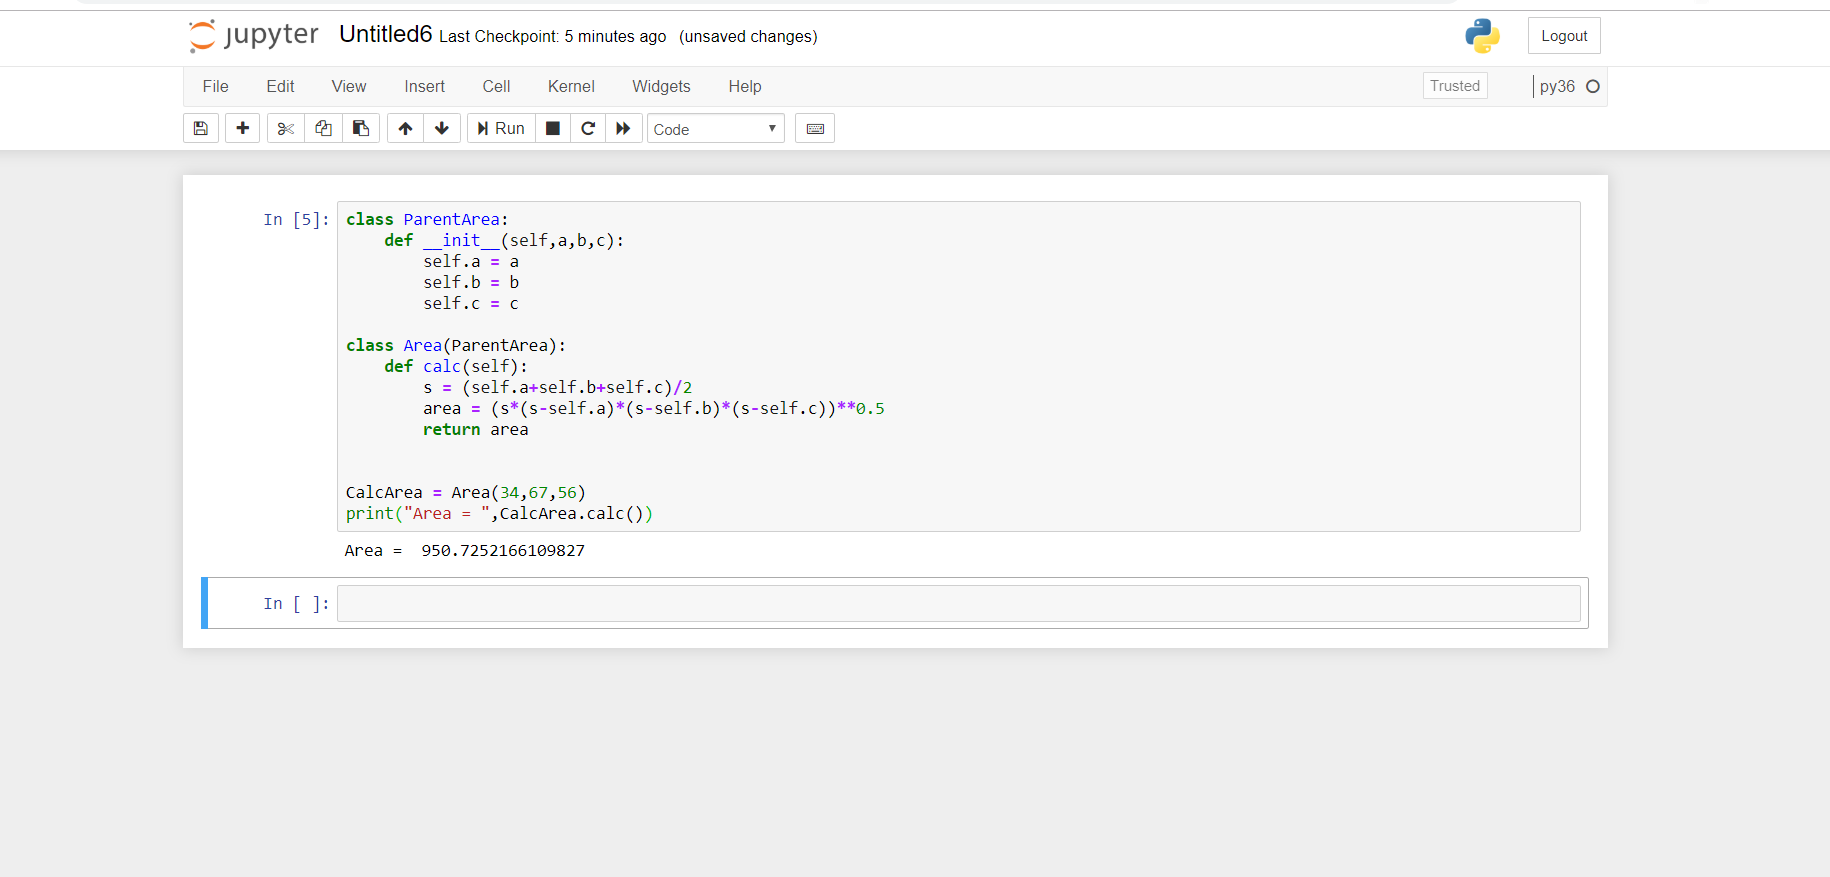 jupyter Untitled6 Last Checkpoint: 5 minutes ago (unsaved changes) Logout
File Edit View Insert Cell Kernel Widgets Help Trusted py36
Run Code
In [5]:
class ParentArea:
    def __init__(self,a,b,c):
        self.a = a
        self.b = b
        self.c = c

class Area(ParentArea):
    def calc(self):
        s = (self.a+self.b+self.c)/2
        area = (s*(s-self.a)*(s-self.b)*(s-self.c))**0.5
        return area


CalcArea = Area(34,67,56)
print("Area = ",CalcArea.calc())
Area =  950.7252166109827
In [ ]: